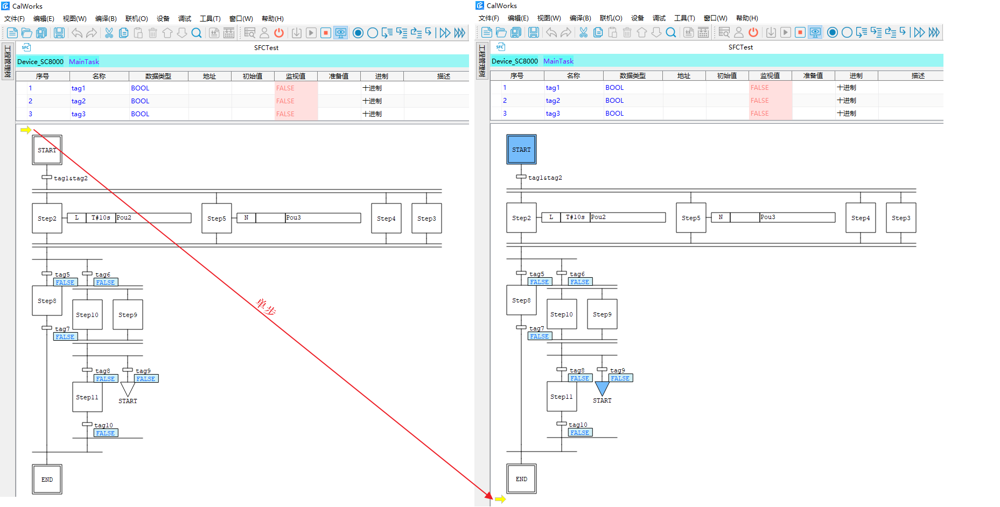 CalWorks
文件(F) 编辑(E) 视图(W) 编译(B) 联机(O) 设备 调试 工具(T) 窗口(W) 帮助(H)
工程管理树
SFC SFCTest
Device_SC8000 MainTask
序号 名称 数据类型 地址 初始值 监视值 准备值 进制 描述
1 tag1 BOOL FALSE 十进制
2 tag2 BOOL FALSE 十进制
3 tag3 BOOL FALSE 十进制
START
tag1&tag2
Step2 L T#10s Pou2 Step5 N Pou3 Step4 Step3
tag5 tag6
FALSE FALSE
Step8 Step10 Step9
tag7
FALSE
tag8 tag9
FALSE FALSE
Step11 START
tag10
FALSE
END
单步
CalWorks
文件(F) 编辑(E) 视图(W) 编译(B) 联机(O) 设备 调试 工具(T) 窗口(W) 帮助(H)
工程管理树
SFC SFCTest
Device_SC8000 MainTask
序号 名称 数据类型 地址 初始值 监视值 准备值 进制 描述
1 tag1 BOOL FALSE 十进制
2 tag2 BOOL FALSE 十进制
3 tag3 BOOL FALSE 十进制
START
tag1&tag2
Step2 L T#10s Pou2 Step5 N Pou3 Step4 Step3
tag5 tag6
FALSE FALSE
Step8 Step10 Step9
tag7
FALSE
tag8 tag9
FALSE FALSE
Step11 START
tag10
FALSE
END